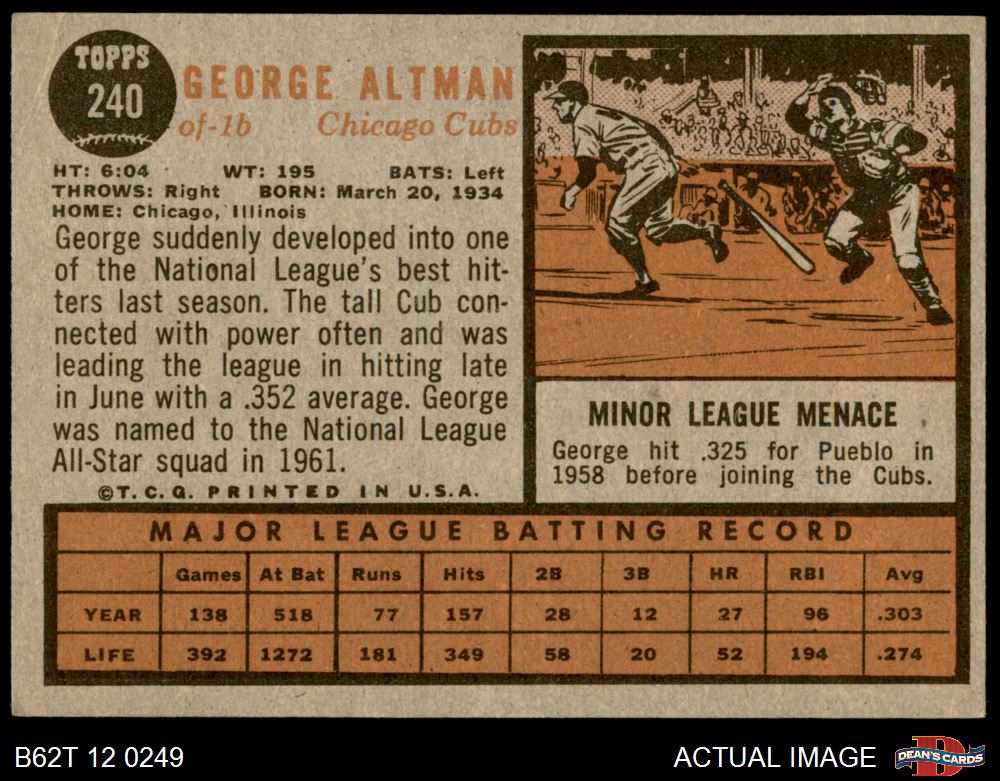 TOPPS
240
GEORGE ALTMAN
of-1b Chicago Cubs
HT: 6:04 WT: 195 BATS: Left
THROWS: Right BORN: March 20, 1934
HOME: Chicago, Illinois
George suddenly developed into one
of the National League's best hit-
ters last season. The tall Cub con-
nected with power often and was
leading the league in hitting late
in June with a .352 average. George
was named to the National League
All-Star squad in 1961.
©T.C.G. PRINTED IN U.S.A.
MINOR LEAGUE MENACE
George hit .325 for Pueblo in
1958 before joining the Cubs.
MAJOR LEAGUE BATTING RECORD
Games At Bat Runs Hits 2B 3B HR RBI Avg
YEAR 138 518 77 157 28 12 27 96 .303
LIFE 392 1272 181 349 58 20 52 194 .274
B62T 12 0249
ACTUAL IMAGE
D
DEAN'S CARDS